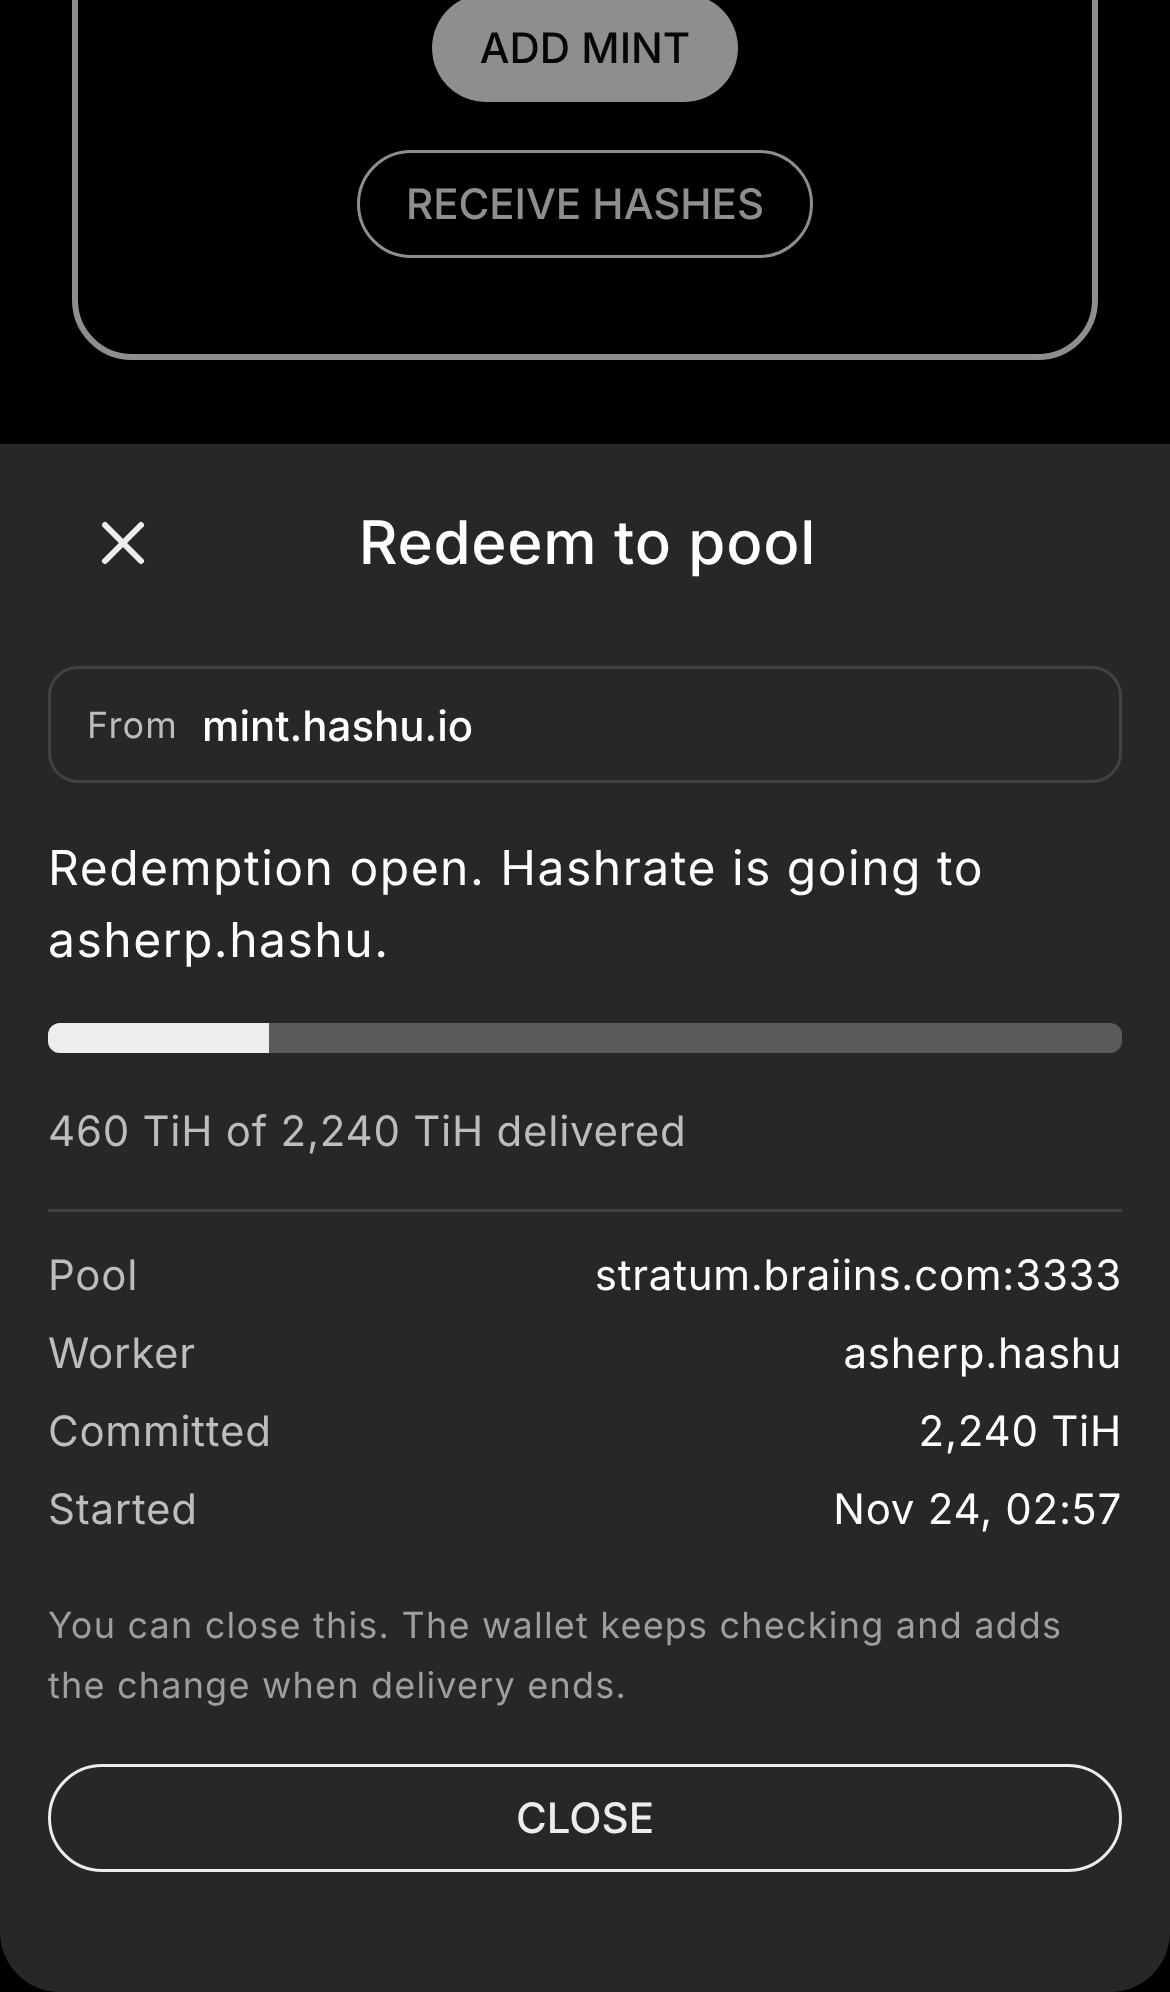 ADD MINT
RECEIVE HASHES
Redeem to pool
From mint.hashu.io
Redemption open. Hashrate is going to
asherp.hashu.
460 TiH of 2,240 TiH delivered
Pool stratum.braiins.com:3333
Worker asherp.hashu
Committed 2,240 TiH
Started Nov 24, 02:57
You can close this. The wallet keeps checking and adds
the change when delivery ends.
CLOSE